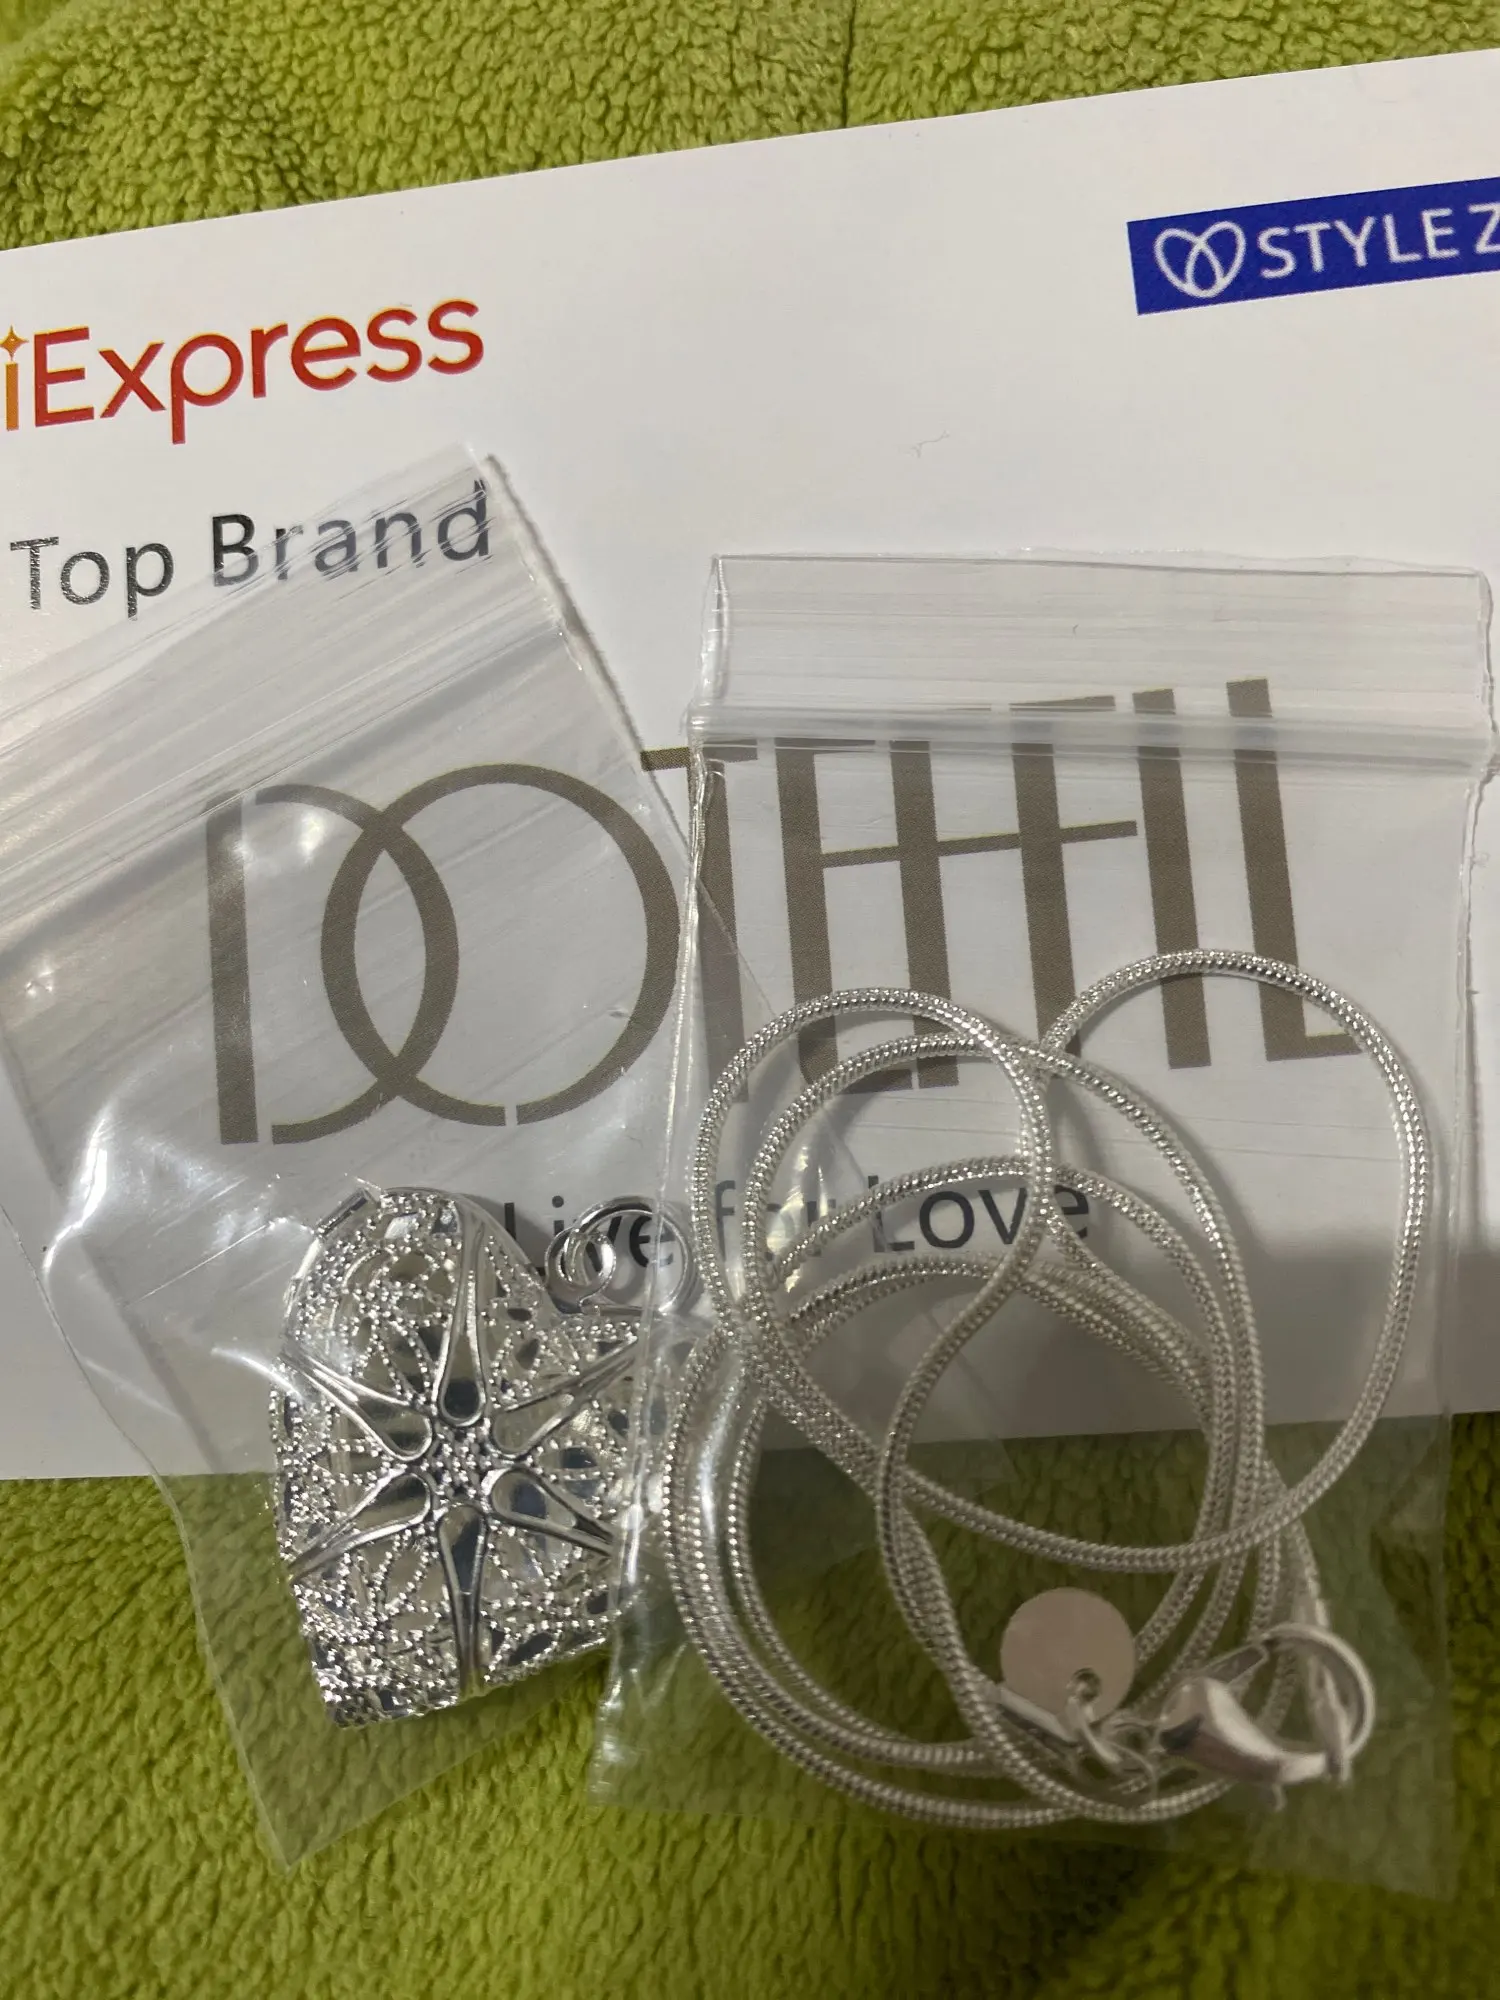 iExpress
STYLE Z
Top Brand
DOTEFFIL
Live for Love